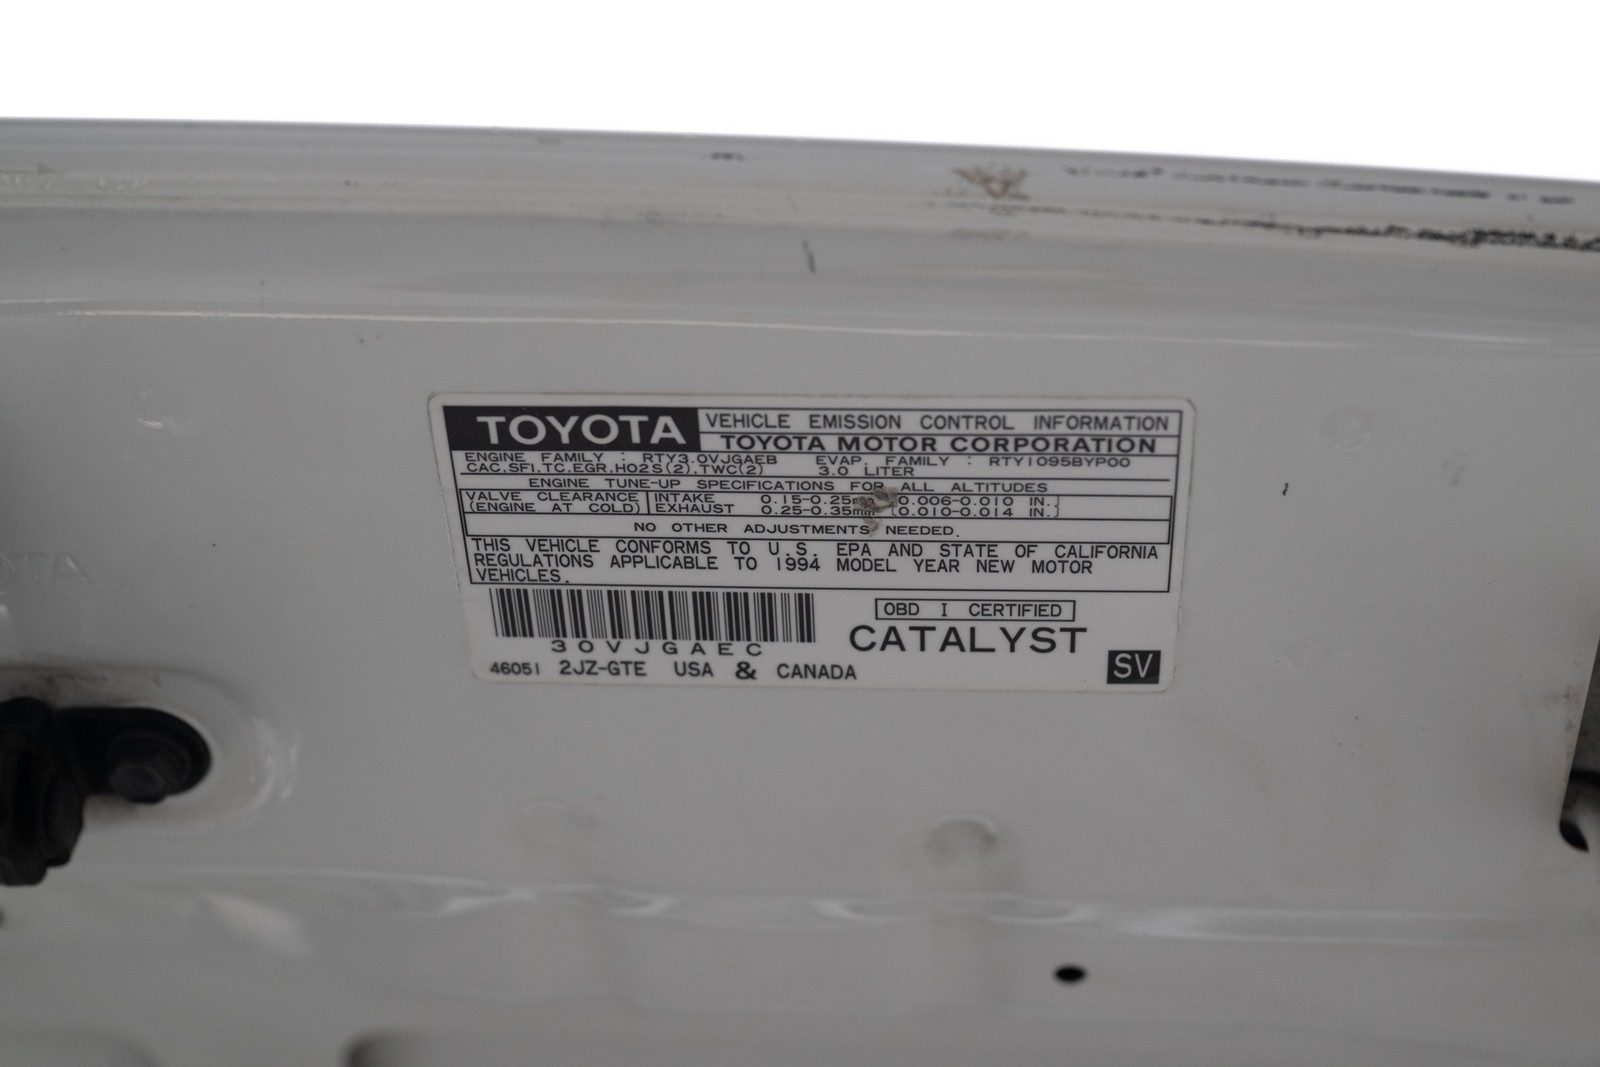 TOYOTA VEHICLE EMISSION CONTROL INFORMATION
TOYOTA MOTOR CORPORATION
ENGINE FAMILY : RTY3.0VJGAEB EVAP. FAMILY : RTY1095BYP00
CAC.SFI.TC.EGR.HO2S(2).TWC(2) 3.0 LITER
ENGINE TUNE-UP SPECIFICATIONS FOR ALL ALTITUDES
VALVE CLEARANCE INTAKE 0.15-0.25mm [0.006-0.010 IN.]
(ENGINE AT COLD) EXHAUST 0.25-0.35mm [0.010-0.014 IN.]
NO OTHER ADJUSTMENTS NEEDED.
THIS VEHICLE CONFORMS TO U.S. EPA AND STATE OF CALIFORNIA
REGULATIONS APPLICABLE TO 1994 MODEL YEAR NEW MOTOR
VEHICLES.
OBD I CERTIFIED
CATALYST
30VJGAEC
46051 2JZ-GTE USA & CANADA
SV